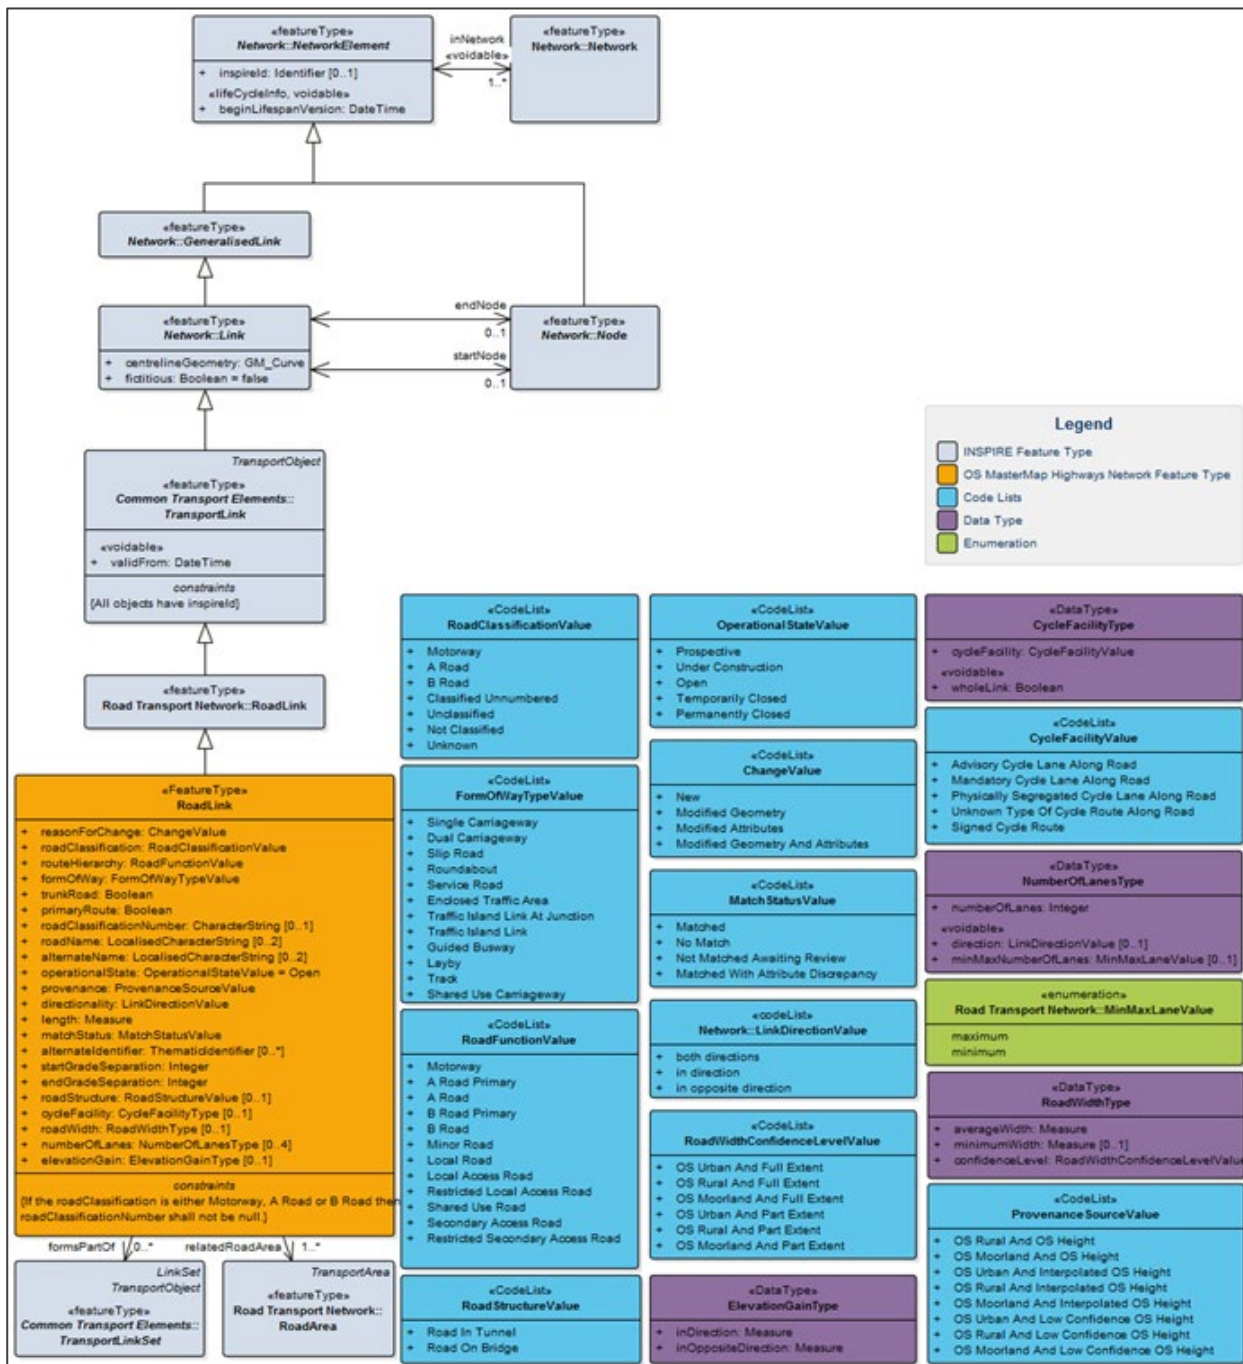 «featureType»
Network::NetworkElement
+ inspireId: Identifier [0..1]
«lifeCycleInfo, voidable»
+ beginLifespanVersion: DateTime
inNetwork
«voidable»
1..*
«featureType»
Network::Network
«featureType»
Network::GeneralisedLink
«featureType»
Network::Link
+ centrelineGeometry: GM_Curve
+ fictitious: Boolean = false
endNode
0..1
startNode
0..1
«featureType»
Network::Node
TransportObject
«featureType»
Common Transport Elements::
TransportLink
«voidable»
+ validFrom: DateTime
constraints
{All objects have inspireId}
«featureType»
Road Transport Network::RoadLink
Legend
INSPIRE Feature Type
OS MasterMap Highways Network Feature Type
Code Lists
Data Type
Enumeration
«FeatureType»
RoadLink
+ reasonForChange: ChangeValue
+ roadClassification: RoadClassificationValue
+ routeHierarchy: RoadFunctionValue
+ formOfWay: FormOfWayTypeValue
+ trunkRoad: Boolean
+ primaryRoute: Boolean
+ roadClassificationNumber: CharacterString [0..1]
+ roadName: LocalisedCharacterString [0..2]
+ alternateName: LocalisedCharacterString [0..2]
+ operationalState: OperationalStateValue = Open
+ provenance: ProvenanceSourceValue
+ directionality: LinkDirectionValue
+ length: Measure
+ matchStatus: MatchStatusValue
+ alternateIdentifier: ThematicIdentifier [0..*]
+ startGradeSeparation: Integer
+ endGradeSeparation: Integer
+ roadStructure: RoadStructureValue [0..1]
+ cycleFacility: CycleFacilityType [0..1]
+ roadWidth: RoadWidthType [0..1]
+ numberOfLanes: NumberOfLanesType [0..4]
+ elevationGain: ElevationGainType [0..1]
constraints
{If the roadClassification is either Motorway, A Road or B Road then
roadClassificationNumber shall not be null.}
formsPartOf
0..*
relatedRoadArea
1..*
LinkSet
TransportObject
«featureType»
Common Transport Elements::
TransportLinkSet
TransportArea
«featureType»
Road Transport Network::
RoadArea
«CodeList»
RoadClassificationValue
+ Motorway
+ A Road
+ B Road
+ Classified Unnumbered
+ Unclassified
+ Not Classified
+ Unknown
«CodeList»
FormOfWayTypeValue
+ Single Carriageway
+ Dual Carriageway
+ Slip Road
+ Roundabout
+ Service Road
+ Enclosed Traffic Area
+ Traffic Island Link At Junction
+ Traffic Island Link
+ Guided Busway
+ Layby
+ Track
+ Shared Use Carriageway
«CodeList»
RoadFunctionValue
+ Motorway
+ A Road Primary
+ A Road
+ B Road Primary
+ B Road
+ Minor Road
+ Local Road
+ Local Access Road
+ Restricted Local Access Road
+ Shared Use Road
+ Secondary Access Road
+ Restricted Secondary Access Road
«CodeList»
RoadStructureValue
+ Road In Tunnel
+ Road On Bridge
«CodeList»
OperationalStateValue
+ Prospective
+ Under Construction
+ Open
+ Temporarily Closed
+ Permanently Closed
«CodeList»
ChangeValue
+ New
+ Modified Geometry
+ Modified Attributes
+ Modified Geometry And Attributes
«CodeList»
MatchStatusValue
+ Matched
+ No Match
+ Not Matched Awaiting Review
+ Matched With Attribute Discrepancy
«codeList»
Network::LinkDirectionValue
+ both directions
+ in direction
+ in opposite direction
«CodeList»
RoadWidthConfidenceLevelValue
+ OS Urban And Full Extent
+ OS Rural And Full Extent
+ OS Moorland And Full Extent
+ OS Urban And Part Extent
+ OS Rural And Part Extent
+ OS Moorland And Part Extent
«DataType»
ElevationGainType
+ inDirection: Measure
+ inOppositeDirection: Measure
«DataType»
CycleFacilityType
+ cycleFacility: CycleFacilityValue
«voidable»
+ wholeLink: Boolean
«CodeList»
CycleFacilityValue
+ Advisory Cycle Lane Along Road
+ Mandatory Cycle Lane Along Road
+ Physically Segregated Cycle Lane Along Road
+ Unknown Type Of Cycle Route Along Road
+ Signed Cycle Route
«DataType»
NumberOfLanesType
+ numberOfLanes: Integer
«voidable»
+ direction: LinkDirectionValue [0..1]
+ minMaxNumberOfLanes: MinMaxLaneValue [0..1]
«enumeration»
Road Transport Network::MinMaxLaneValue
maximum
minimum
«DataType»
RoadWidthType
+ averageWidth: Measure
+ minimumWidth: Measure [0..1]
+ confidenceLevel: RoadWidthConfidenceLevelValue
«CodeList»
ProvenanceSourceValue
+ OS Rural And OS Height
+ OS Moorland And OS Height
+ OS Urban And Interpolated OS Height
+ OS Rural And Interpolated OS Height
+ OS Moorland And Interpolated OS Height
+ OS Urban And Low Confidence OS Height
+ OS Rural And Low Confidence OS Height
+ OS Moorland And Low Confidence OS Height